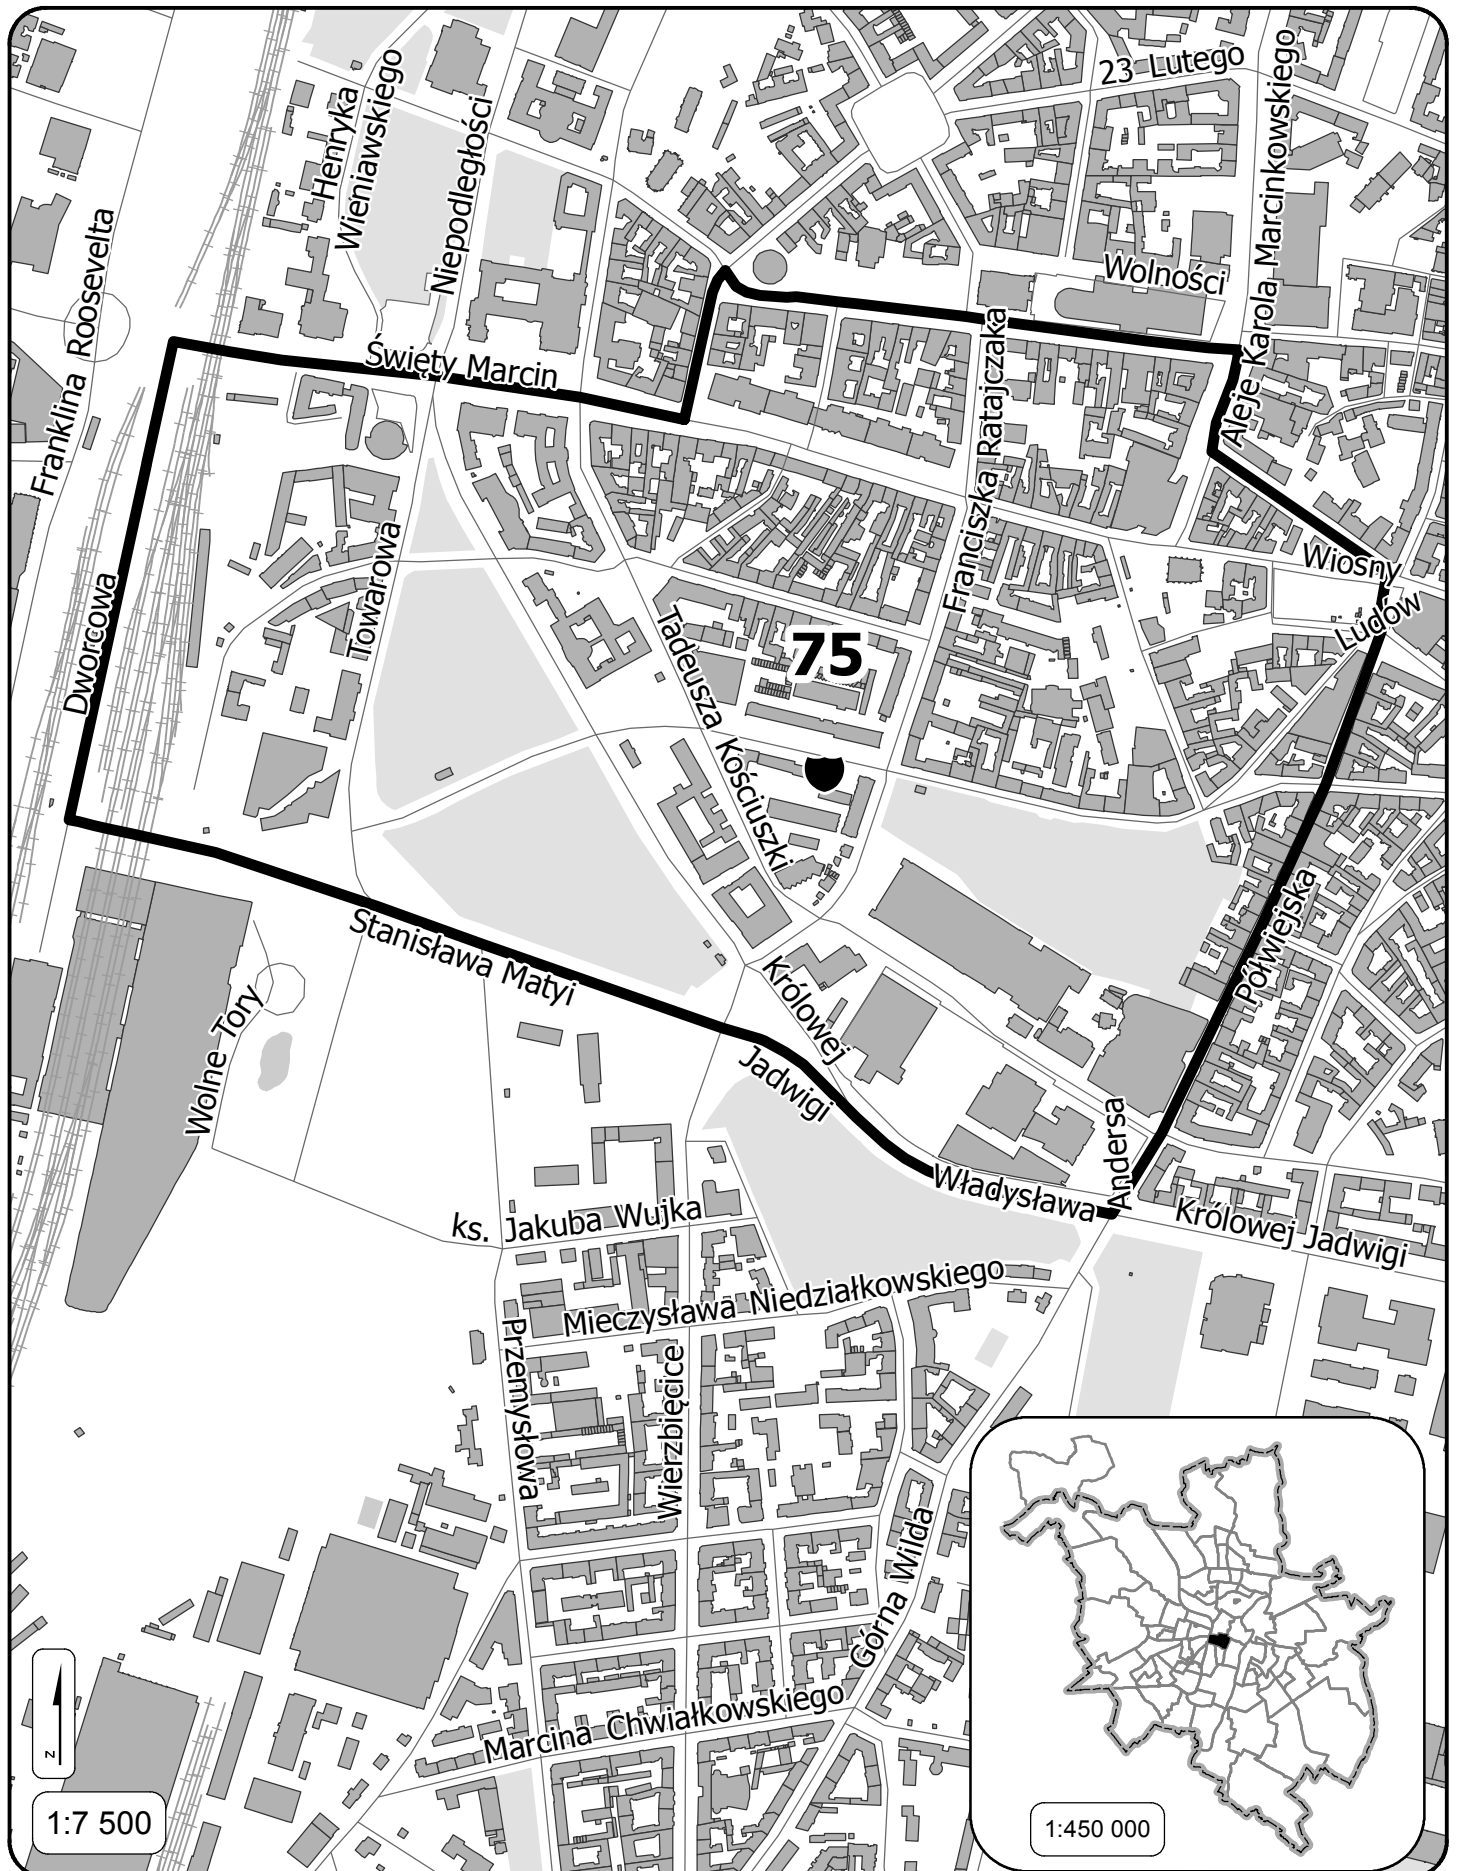 23 Lutego
Henryka
Wieniawskiego
Niepodległości
Aleje Karola Marcinkowskiego
Franklina Roosevelta
Wolności
Święty Marcin
Franciszka Ratajczaka
Towarowa
Wiosny
Ludów
Dworcowa
75
Tadeusza Kościuszki
Półwiejska
Stanisława Matyi
Królowej
Jadwigi
Wolne Tory
Andersa
Władysława
Królowej Jadwigi
ks. Jakuba Wujka
Mieczysława Niedziałkowskiego
Przemysłowa
Wierzbięcice
Górna Wilda
Marcina Chwiałkowskiego
N
1:7 500
1:450 000